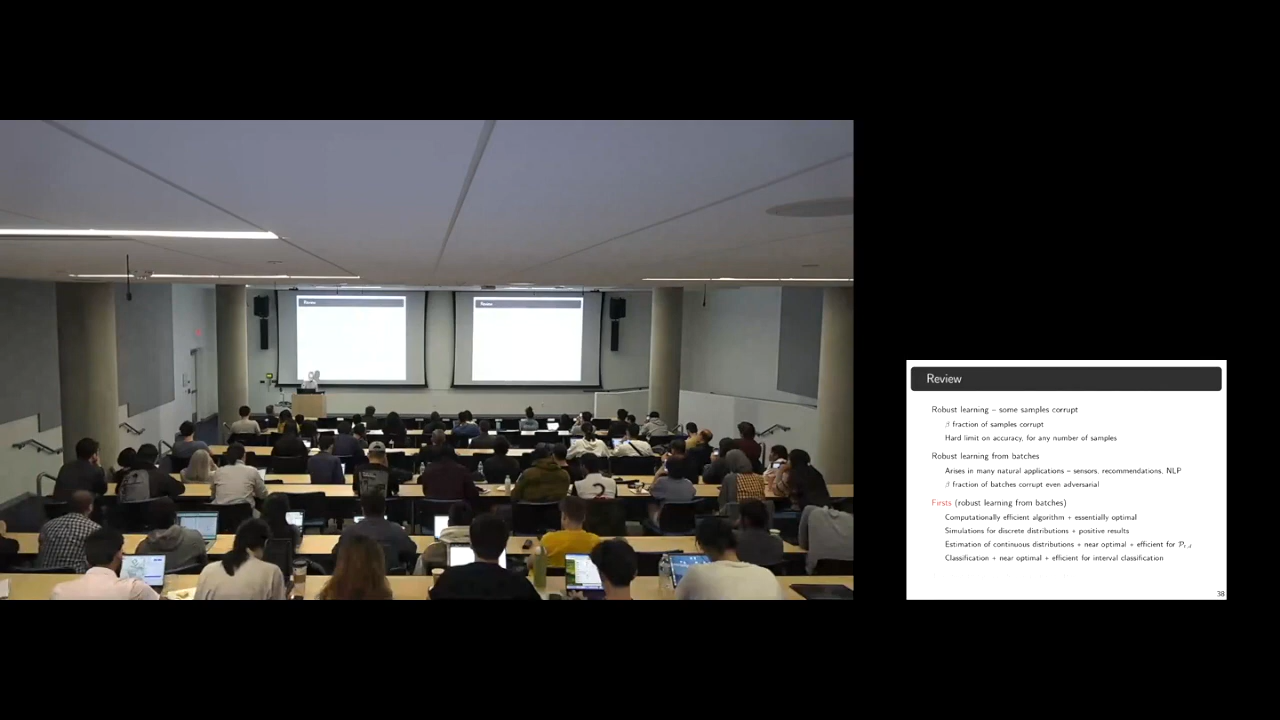 Review
Review
Review
Robust learning – some samples corrupt
β fraction of samples corrupt
Hard limit on accuracy, for any number of samples
Robust learning from batches
Arises in many natural applications – sensors, recommendations, NLP
β fraction of batches corrupt even adversarial
Firsts (robust learning from batches)
Computationally efficient algorithm + essentially optimal
Simulations for discrete distributions + positive results
Estimation of continuous distributions + near optimal + efficient for 𝒫ₜ,d
Classification + near optimal + efficient for interval classification
38